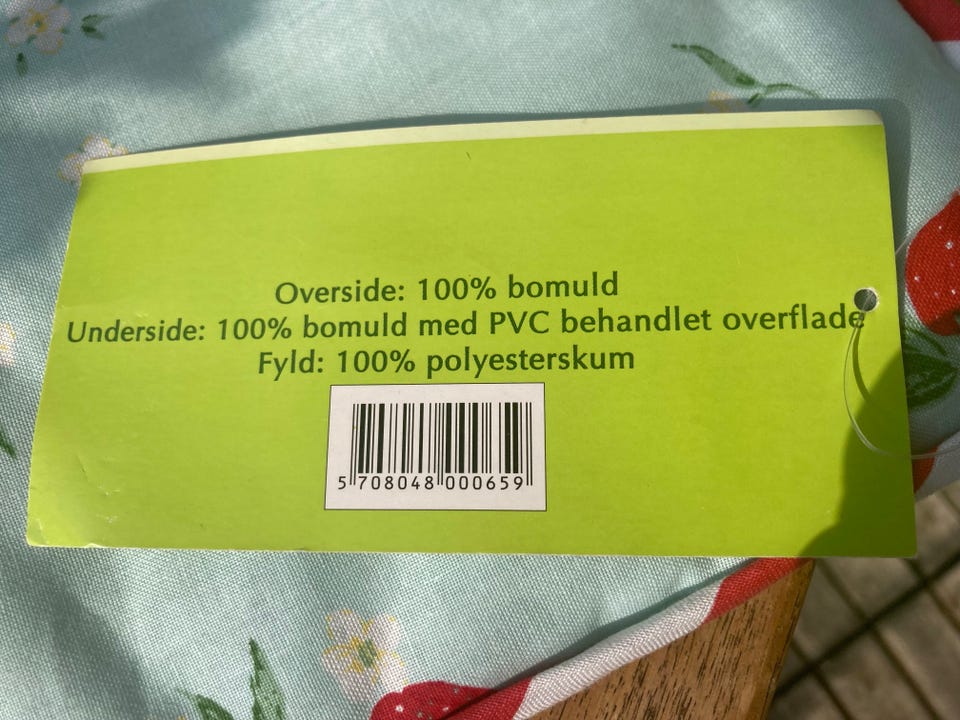 Overside: 100% bomuld
Underside: 100% bomuld med PVC behandlet overflade
Fyld: 100% polyesterskum
5 708048 000659